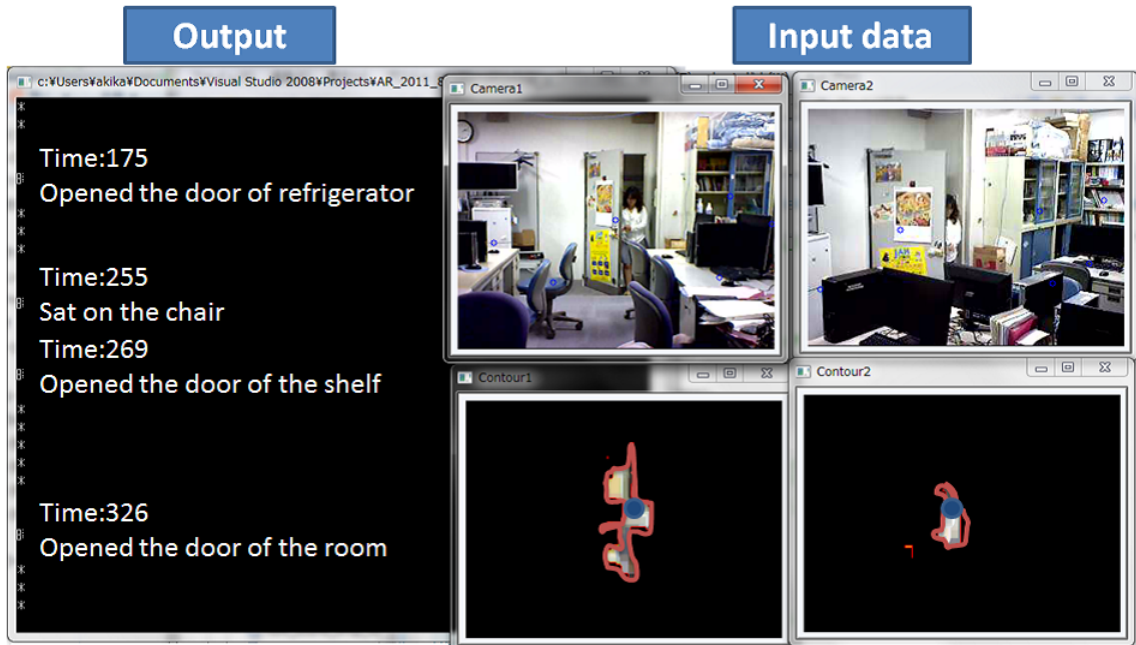 Output
Input data
c:¥Users¥akika¥Documents¥Visual Studio 2008¥Projects¥AR_2011_8
Camera1
Camera2
*
*
Time:175
Opened the door of refrigerator
*
*
*
Time:255
Sat on the chair
Time:269
Opened the door of the shelf
Contour1
Contour2
*
*
*
*
*
Time:326
Opened the door of the room
*
*
*